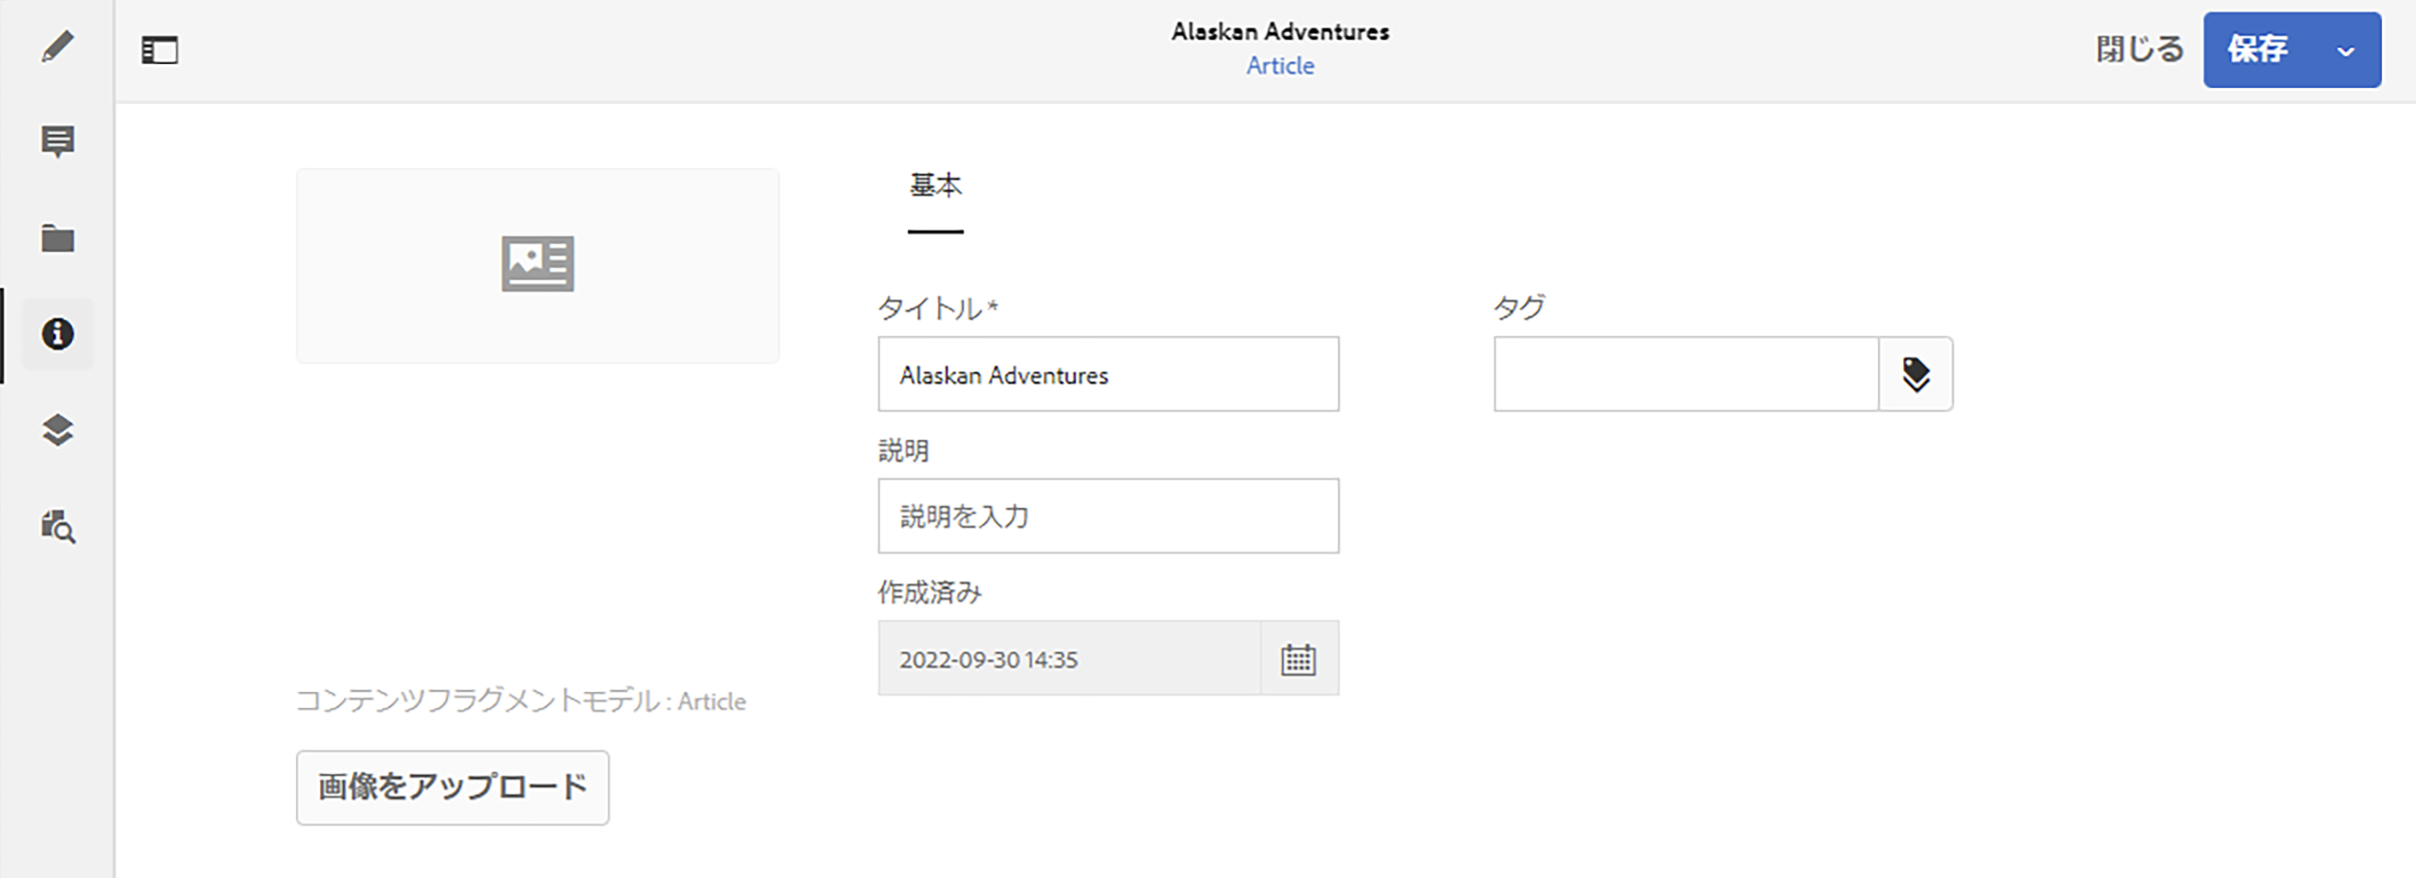 Alaskan Adventures
Article
閉じる
保存
基本
タイトル *
Alaskan Adventures
タグ
説明
説明を入力
作成済み
2022-09-30 14:35
コンテンツフラグメントモデル : Article
画像をアップロード